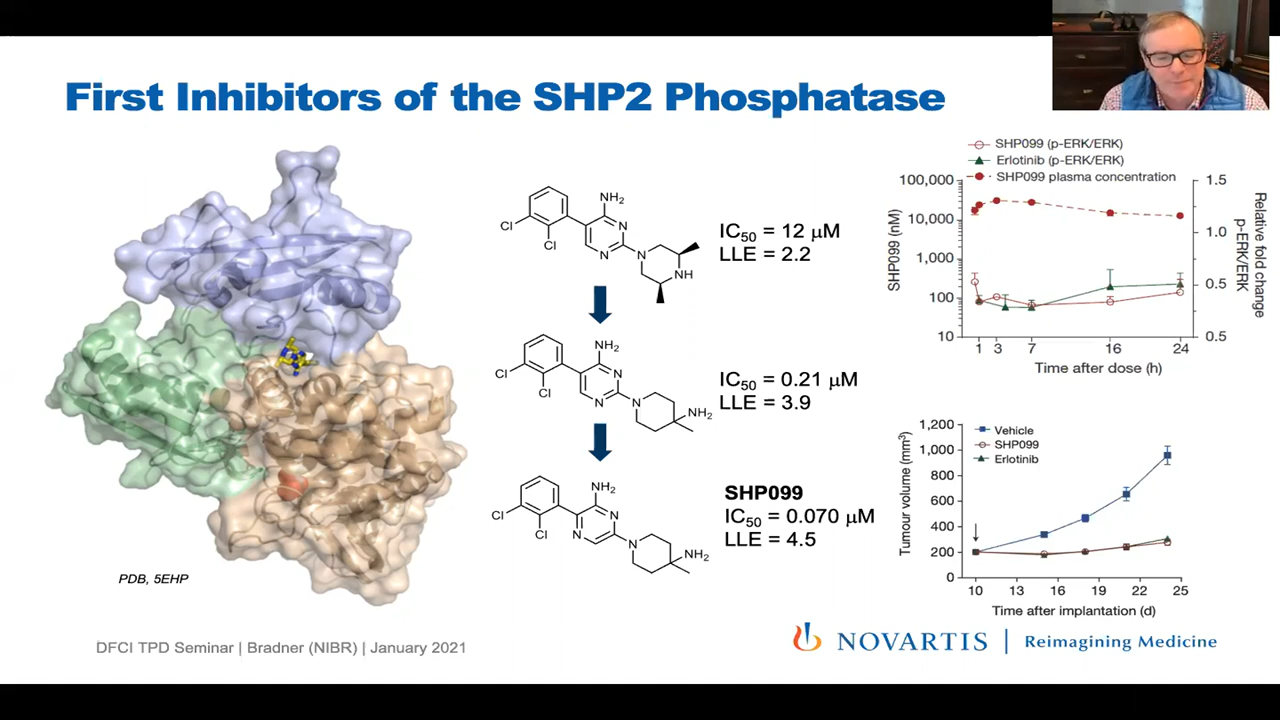 First Inhibitors of the SHP2 Phosphatase
NH₂
Cl
Cl
N
N
N
NH
IC₅₀ = 12 µM
LLE = 2.2
NH₂
Cl
Cl
N
N
N
NH₂
IC₅₀ = 0.21 µM
LLE = 3.9
NH₂
Cl
Cl
N
N
N
NH₂
SHP099
IC₅₀ = 0.070 µM
LLE = 4.5
SHP099 (p-ERK/ERK)
Erlotinib (p-ERK/ERK)
SHP099 plasma concentration
100,000
10,000
1,000
100
10
SHP099 (nM)
1.5
1.0
0.5
0.5
Relative fold change
p-ERK/ERK
1 3 7 16 24
Time after dose (h)
Vehicle
SHP099
Erlotinib
1,200
1,000
800
600
400
200
0
Tumour volume (mm³)
10 13 16 19 22 25
Time after implantation (d)
PDB, 5EHP
DFCI TPD Seminar | Bradner (NIBR) | January 2021
NOVARTIS | Reimagining Medicine